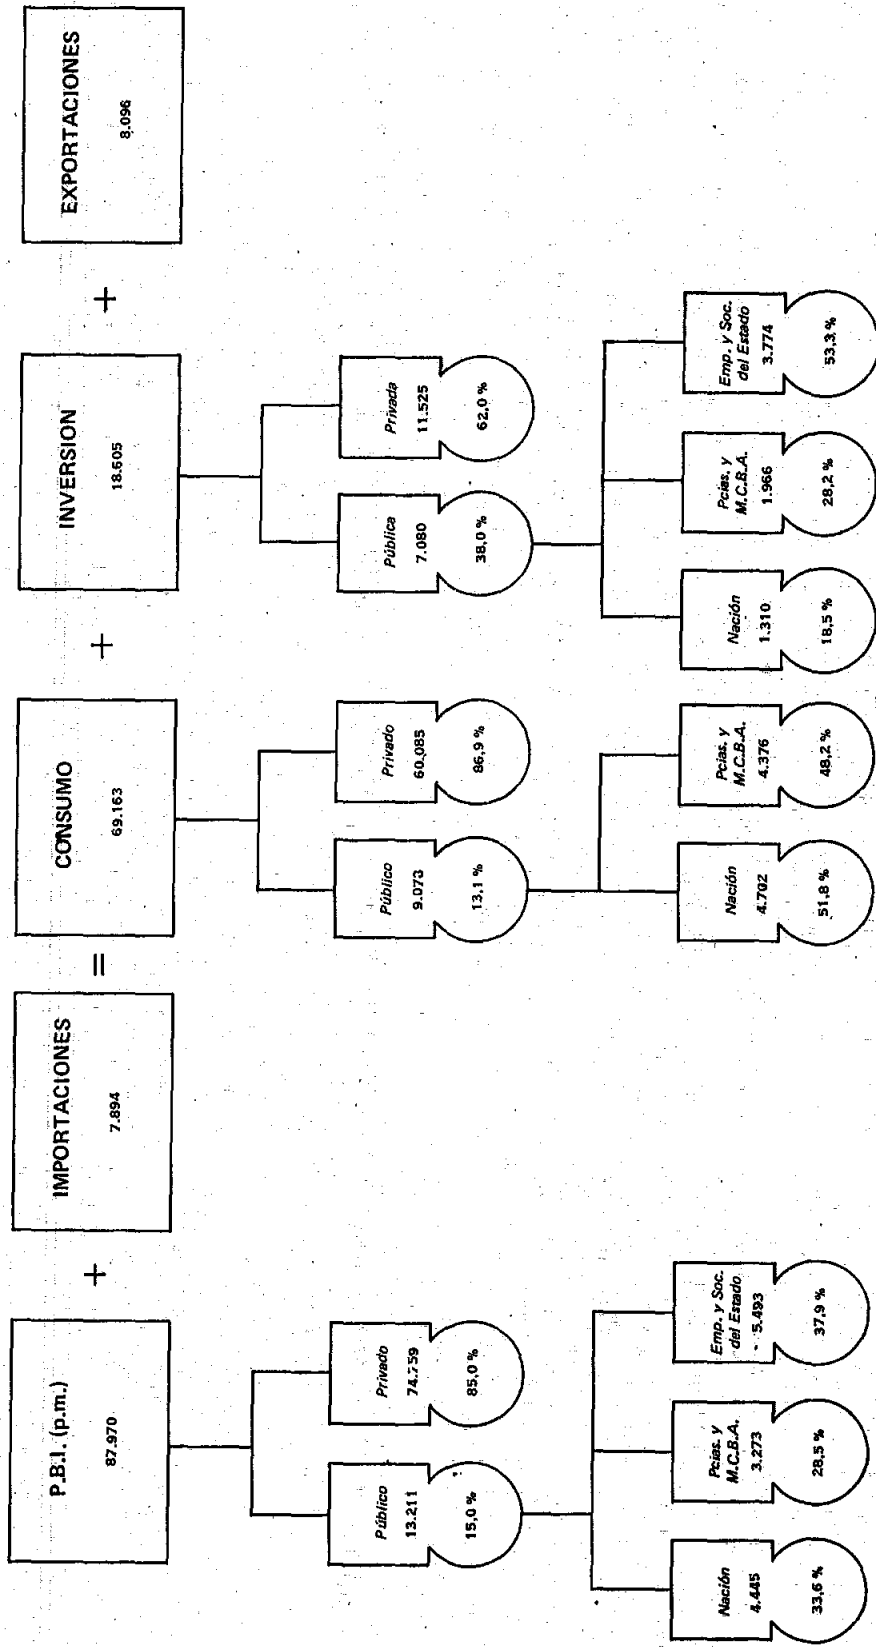 P.B.I. (p.m.)
87.970
+
IMPORTACIONES
7.894
=
CONSUMO
69.163
+
INVERSION
18.605
+
EXPORTACIONES
8.096
Público
13.211
15,0 %
Privado
74.759
85,0 %
Público
9.078
13,1 %
Privado
60.085
86,9 %
Pública
7.080
38,0 %
Privada
11.525
62,0 %
Nación
4.445
33,6 %
Pcias. y
M.C.B.A.
3.273
28,5 %
Emp. y Soc.
del Estado
5.493
37,9 %
Nación
4.702
51,8 %
Pcias. y
M.C.B.A.
4.376
48,2 %
Nación
1.310
18,5 %
Pcias. y
M.C.B.A.
1.966
28,2 %
Emp. y Soc.
del Estado
3.774
53,3 %